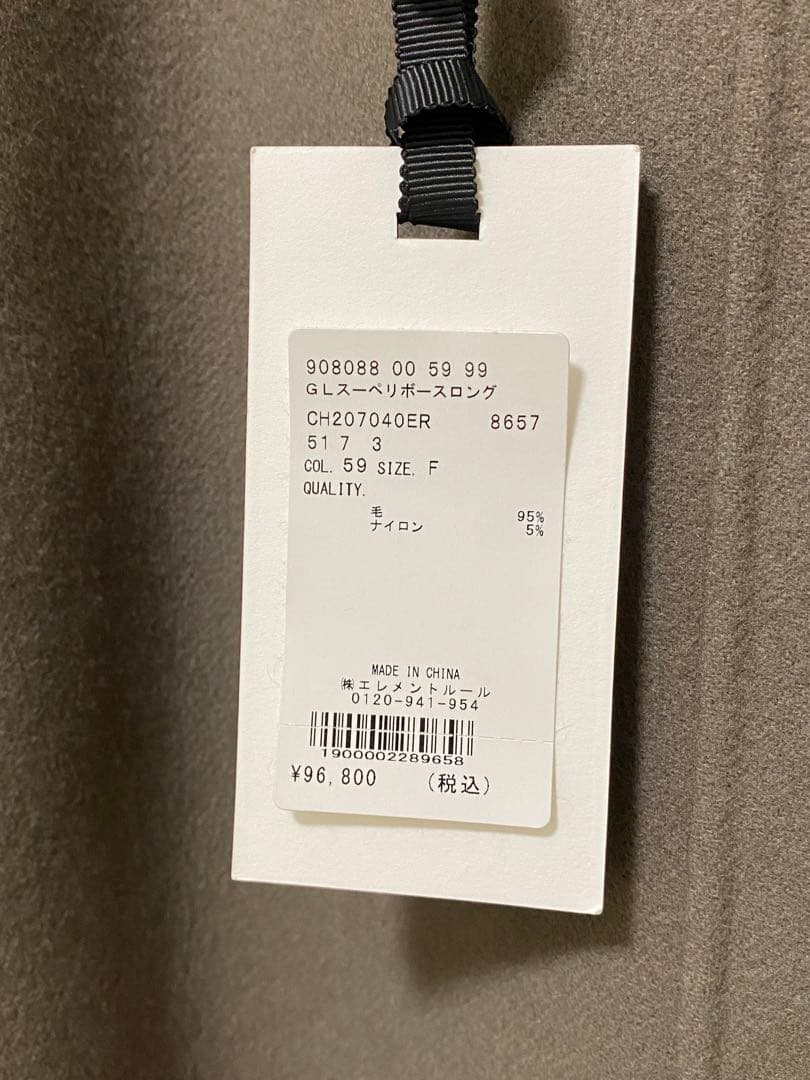 908088 00 59 99
GLスーペリボースロング
CH207040ER 8657
51 7 3
COL. 59 SIZE. F
QUALITY.
毛 95%
ナイロン 5%
MADE IN CHINA
㈱エレメントルール
0120-941-954
1900002289658
¥96,800 (税込)